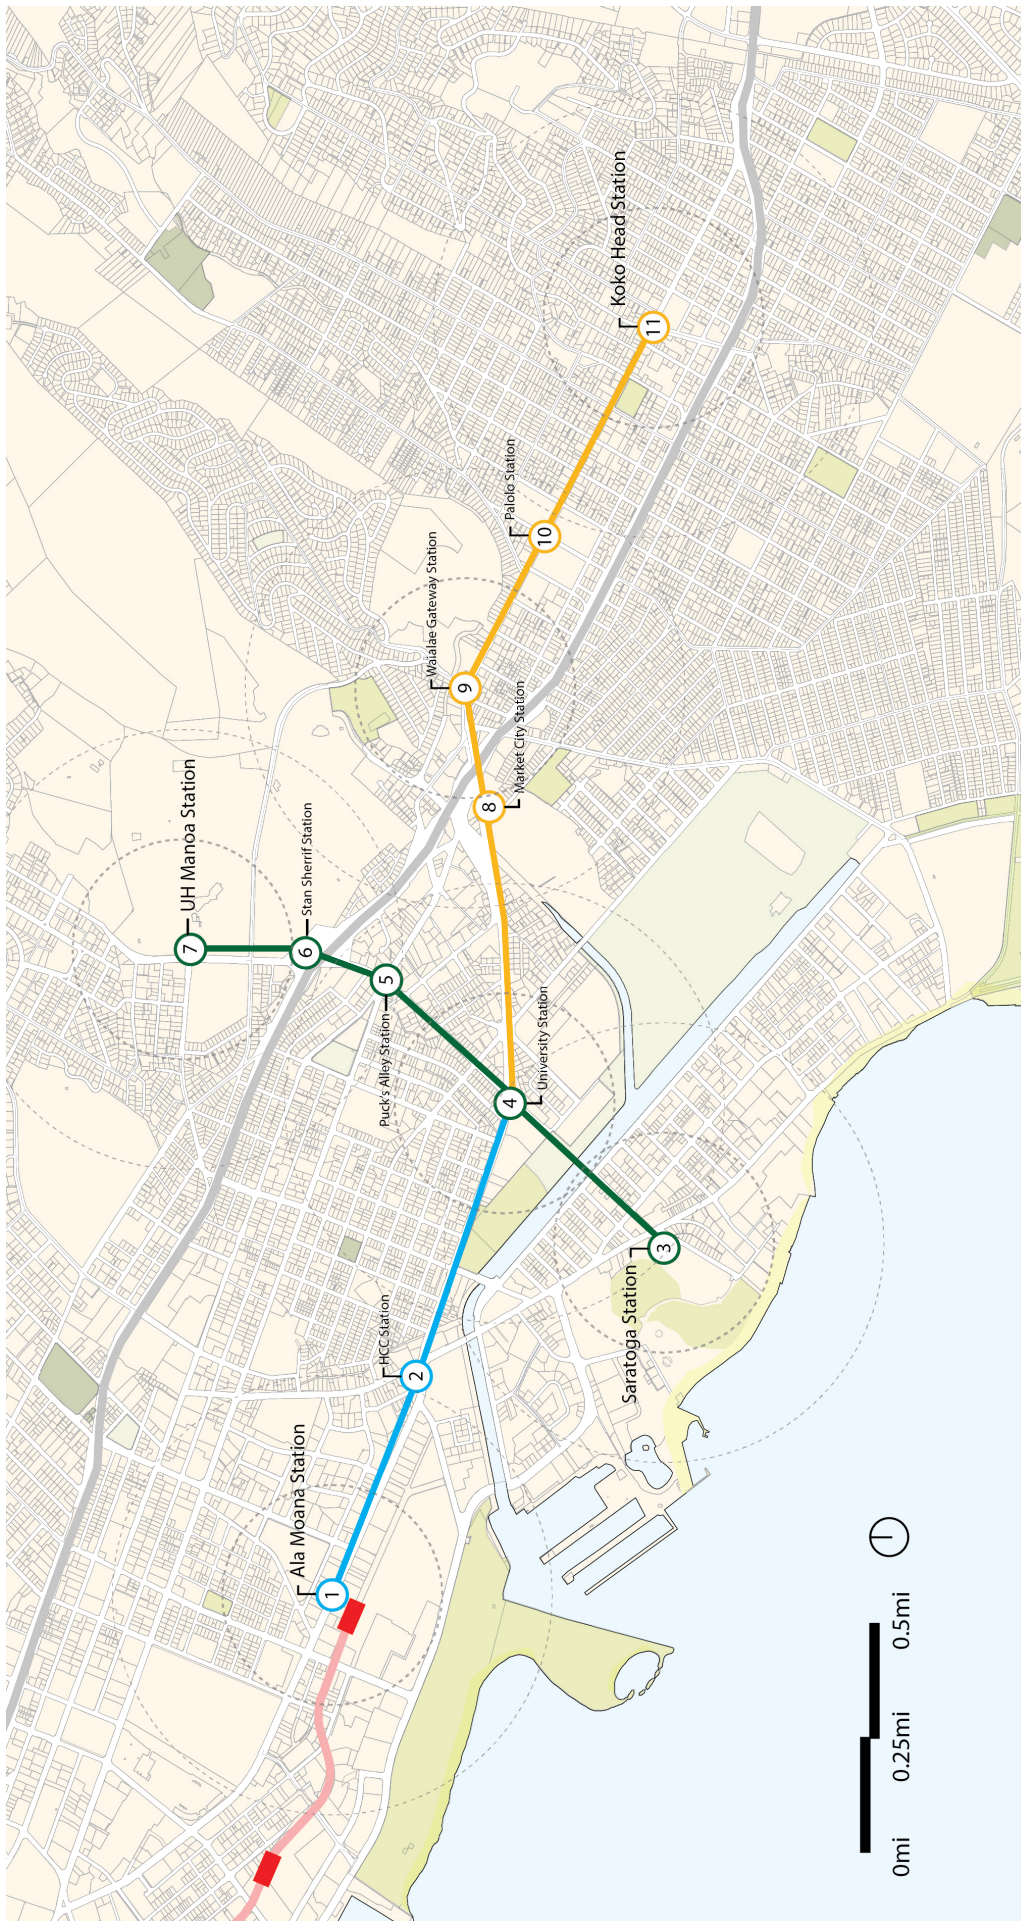 Ala Moana Station
1
HCC Station
2
Saratoga Station
3
University Station
4
Puck's Alley Station
5
Stan Sherrif Station
6
UH Manoa Station
7
Market City Station
8
Waialae Gateway Station
9
Palolo Station
10
Koko Head Station
11
0mi
0.25mi
0.5mi